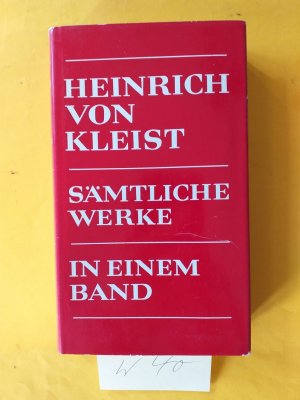 HEINRICH
VON
KLEIST
SÄMTLICHE
WERKE
IN EINEM
BAND